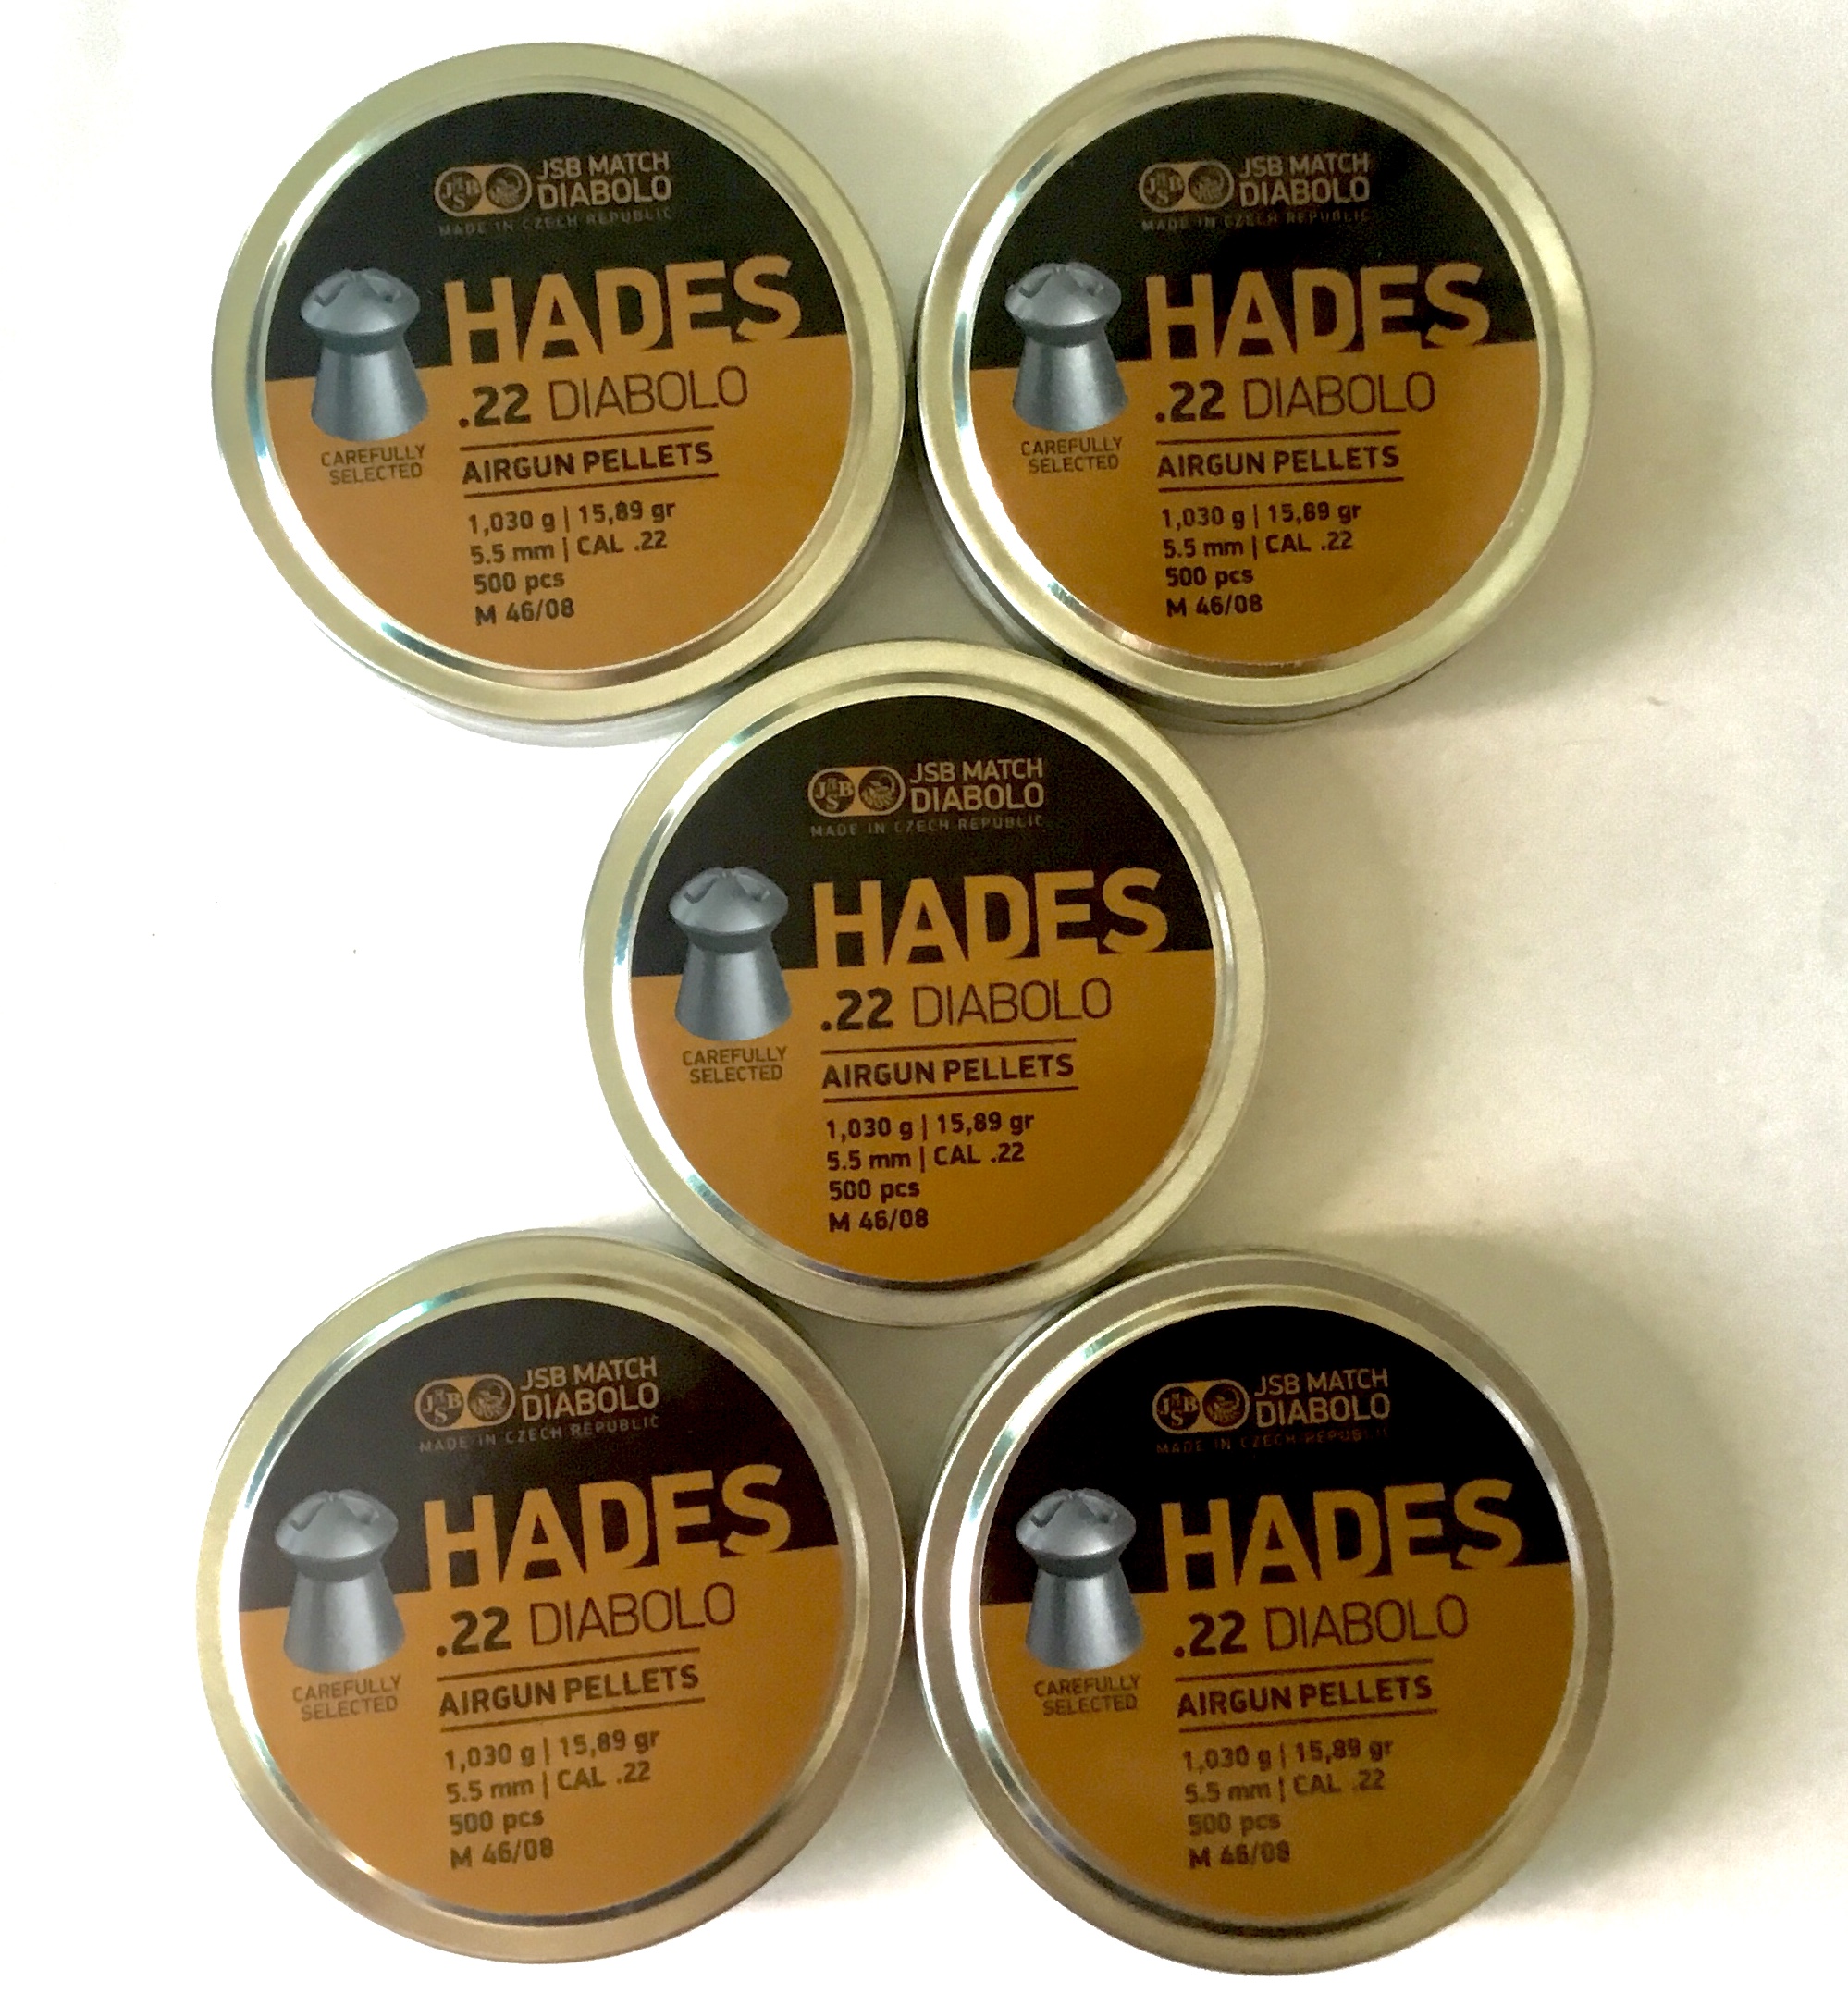 JSB MATCH
DIABOLO
MADE IN CZECH REPUBLIC
HADES
.22 DIABOLO
CAREFULLY
SELECTED
AIRGUN PELLETS
1,030 g | 15,89 gr
5.5 mm | CAL .22
500 pcs
M 46/08
JSB MATCH
DIABOLO
MADE IN CZECH REPUBLIC
HADES
.22 DIABOLO
CAREFULLY
SELECTED
AIRGUN PELLETS
1,030 g | 15,89 gr
5.5 mm | CAL .22
500 pcs
M 46/08
JSB MATCH
DIABOLO
MADE IN CZECH REPUBLIC
HADES
.22 DIABOLO
CAREFULLY
SELECTED
AIRGUN PELLETS
1,030 g | 15,89 gr
5.5 mm | CAL .22
500 pcs
M 46/08
JSB MATCH
DIABOLO
MADE IN CZECH REPUBLIC
HADES
.22 DIABOLO
CAREFULLY
SELECTED
AIRGUN PELLETS
1,030 g | 15,89 gr
5.5 mm | CAL .22
500 pcs
M 46/08
JSB MATCH
DIABOLO
MADE IN CZECH REPUBLIC
HADES
.22 DIABOLO
CAREFULLY
SELECTED
AIRGUN PELLETS
1,030 g | 15,89 gr
5.5 mm | CAL .22
500 pcs
M 46/08